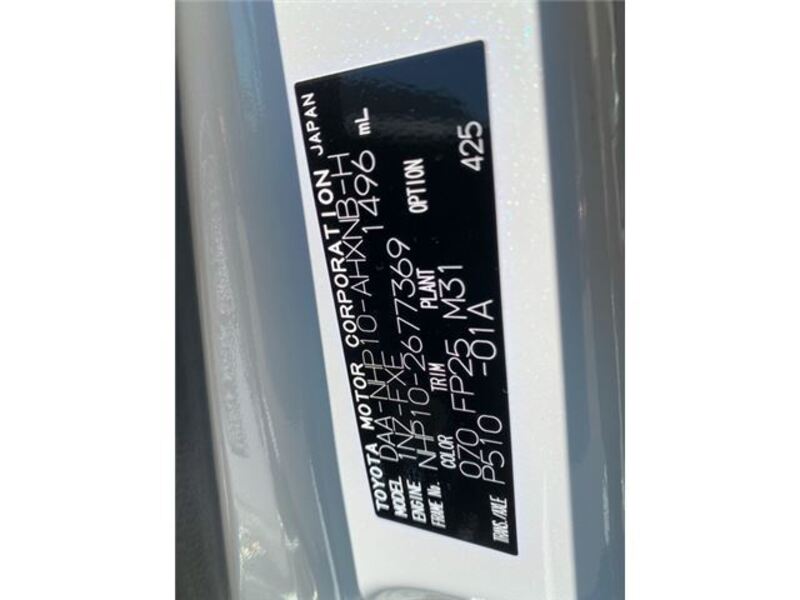 TOYOTA MOTOR CORPORATION JAPAN
MODEL DAA-NHP10-AHXNB-H
ENGINE 1NZ-FXE 1496 mL
FRAME No. NHP10-2677369
COLOR TRIM PLANT OPTION
070 FP25 M31 425
TRANS./AXLE P510 -01A